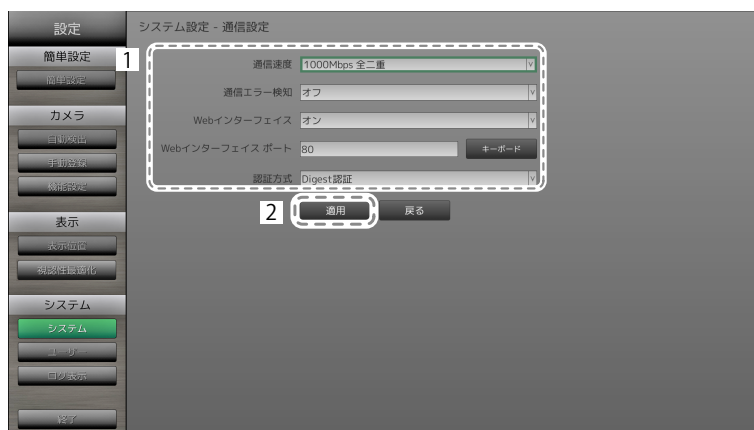 設定
システム設定 - 通信設定
簡単設定
簡単設定
カメラ
自動検出
手動登録
機能設定
表示
表示位置
視認性最適化
システム
システム
ユーザー
ログ表示
終了
1
通信速度 1000Mbps 全二重
通信エラー検知 オフ
Webインターフェイス オン
Webインターフェイス ポート 80 キーボード
認証方式 Digest認証
2 適用 戻る